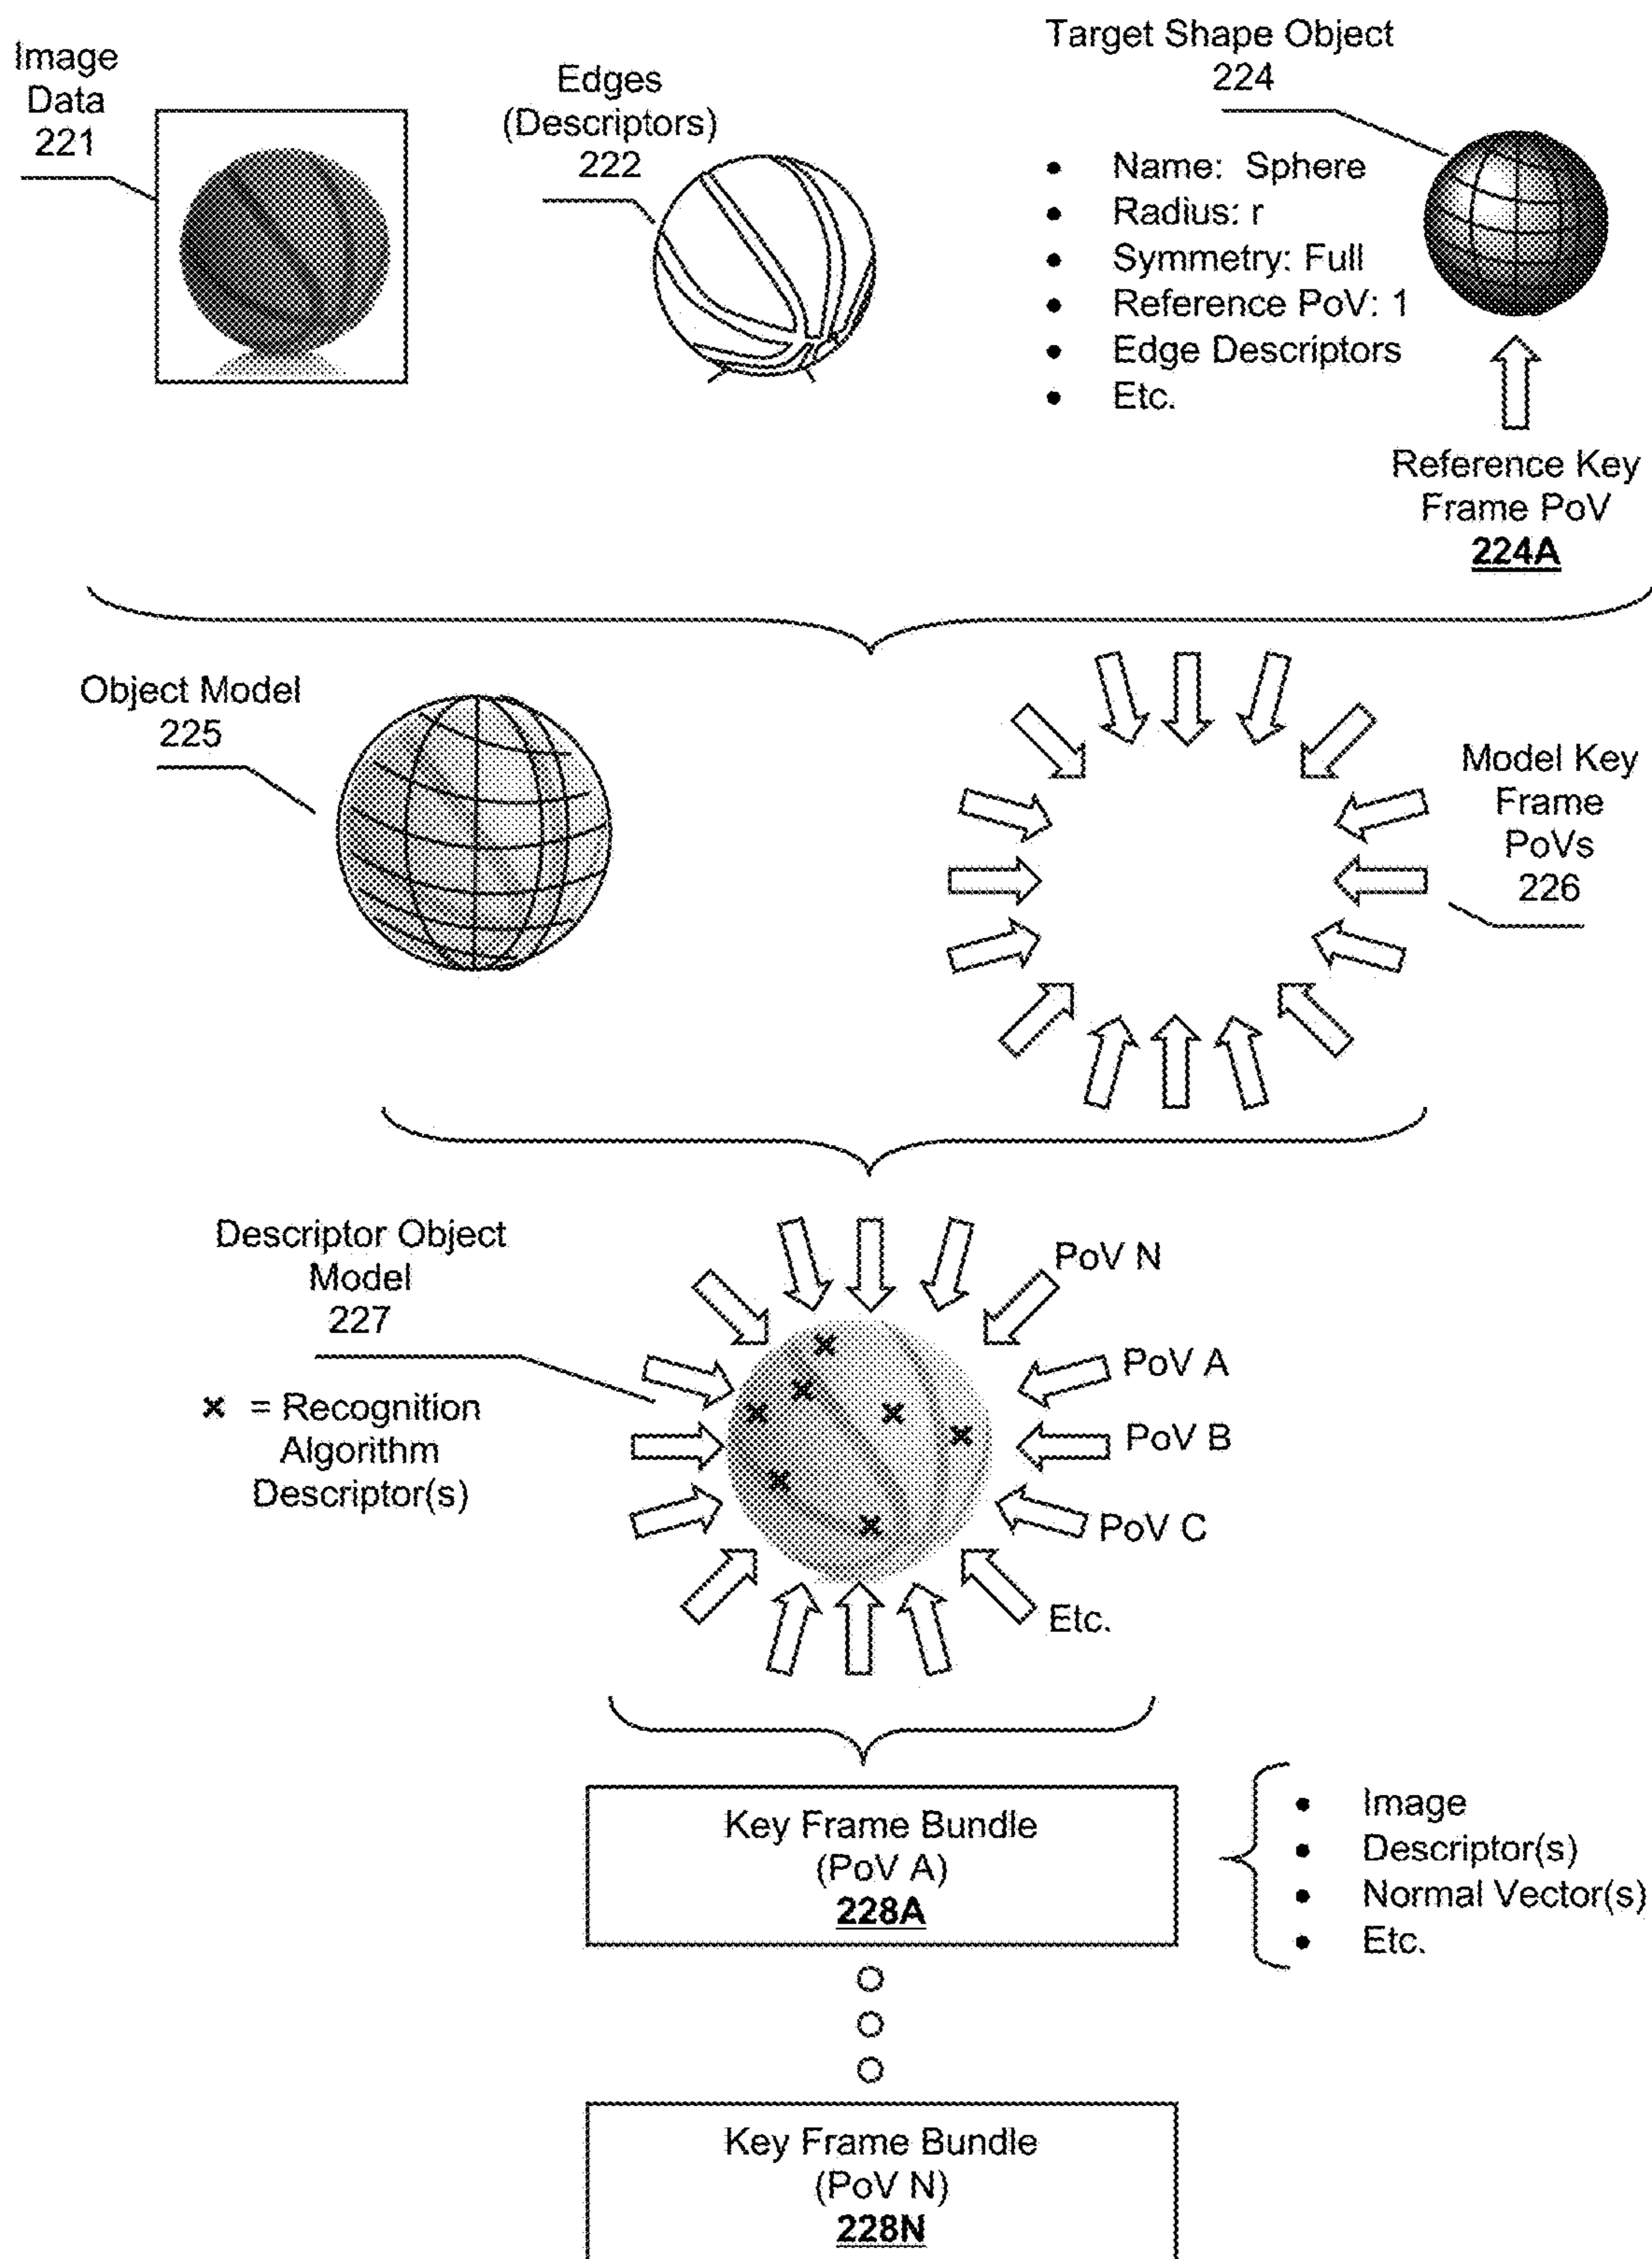 Image
Data
221
Edges
(Descriptors)
222
Target Shape Object
224
• Name: Sphere
• Radius: r
• Symmetry: Full
• Reference PoV: 1
• Edge Descriptors
• Etc.
Reference Key
Frame PoV
224A
Object Model
225
Model Key
Frame
PoVs
226
Descriptor Object
Model
227
x = Recognition
Algorithm
Descriptor(s)
PoV N
PoV A
PoV B
PoV C
Etc.
Key Frame Bundle
(PoV A)
228A
• Image
• Descriptor(s)
• Normal Vector(s)
• Etc.
Key Frame Bundle
(PoV N)
228N